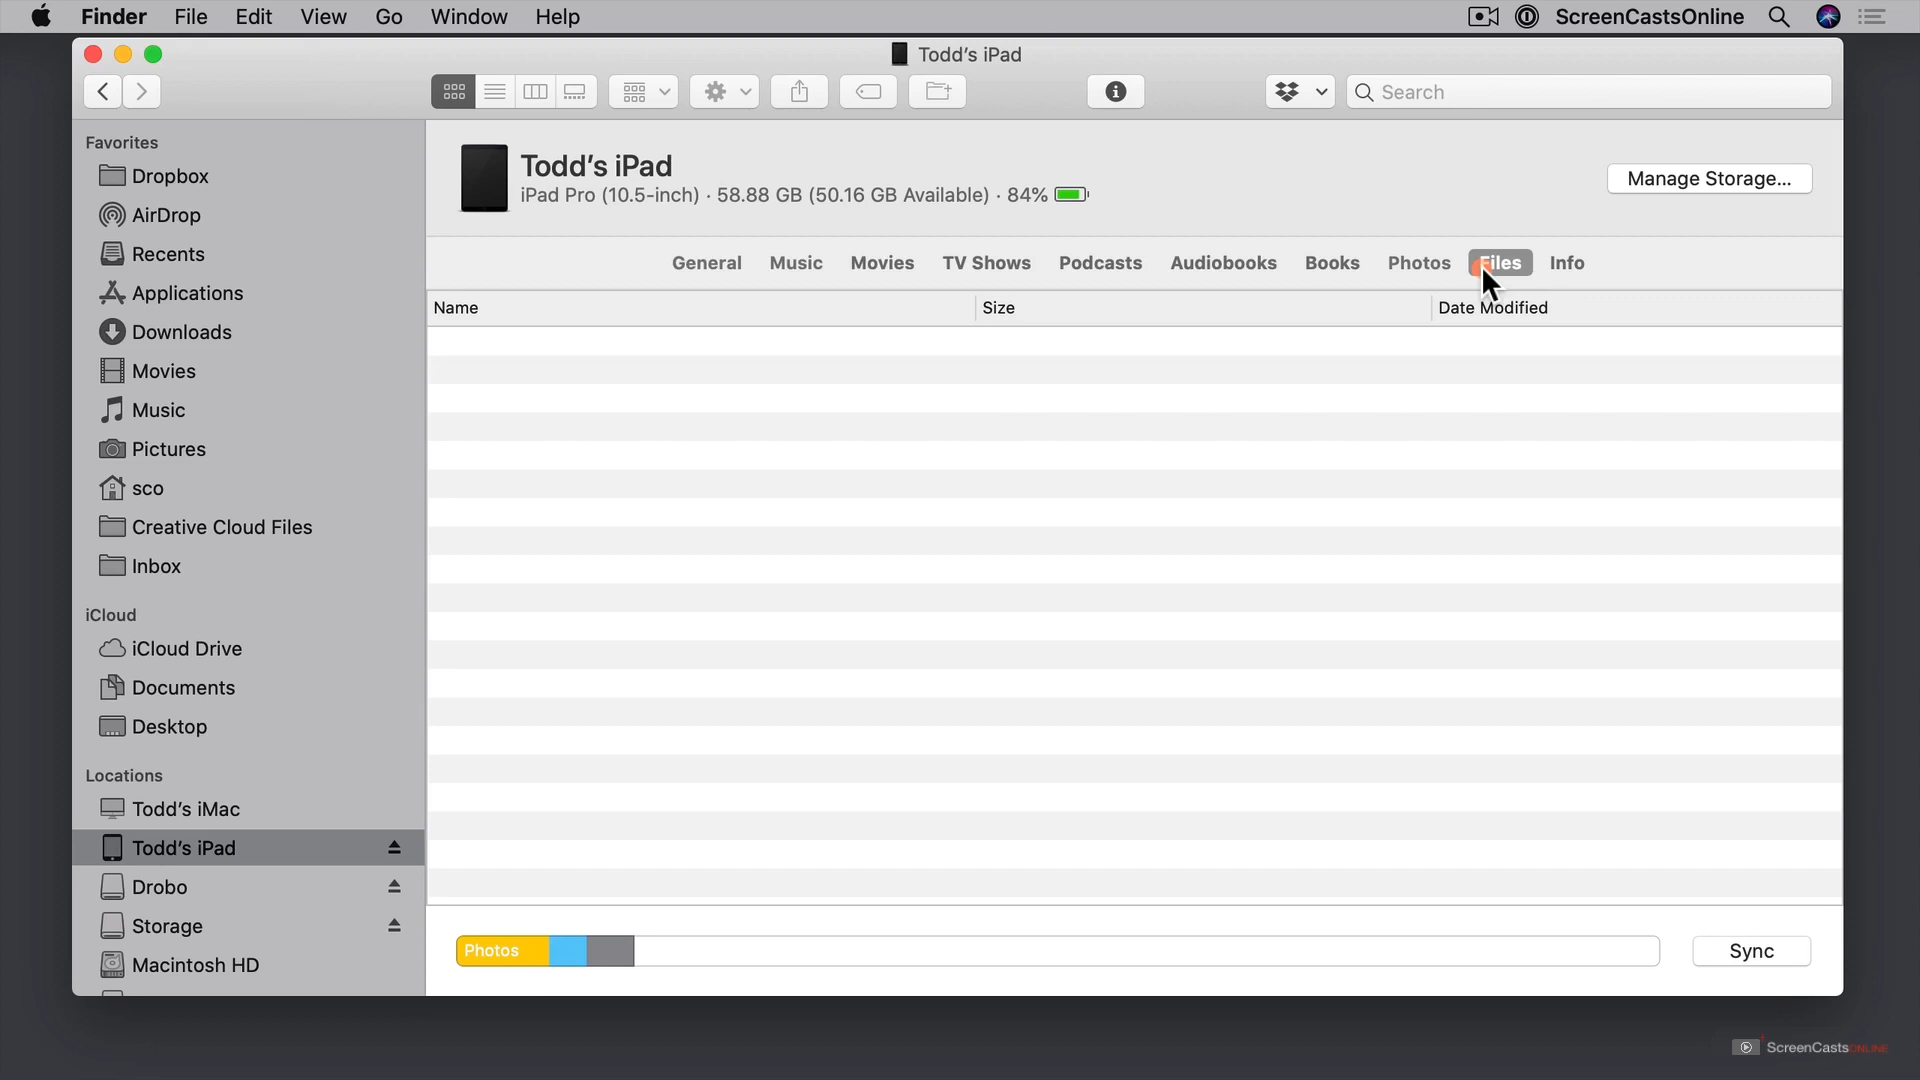 Finder File Edit View Go Window Help ScreenCastsOnline
Todd's iPad
Search
Favorites
Dropbox
AirDrop
Recents
Applications
Downloads
Movies
Music
Pictures
sco
Creative Cloud Files
Inbox
iCloud
iCloud Drive
Documents
Desktop
Locations
Todd's iMac
Todd's iPad
Drobo
Storage
Macintosh HD
Todd's iPad
iPad Pro (10.5-inch) · 58.88 GB (50.16 GB Available) · 84%
Manage Storage...
General Music Movies TV Shows Podcasts Audiobooks Books Photos Files Info
Name Size Date Modified
Photos
Sync
ScreenCastsONLINE